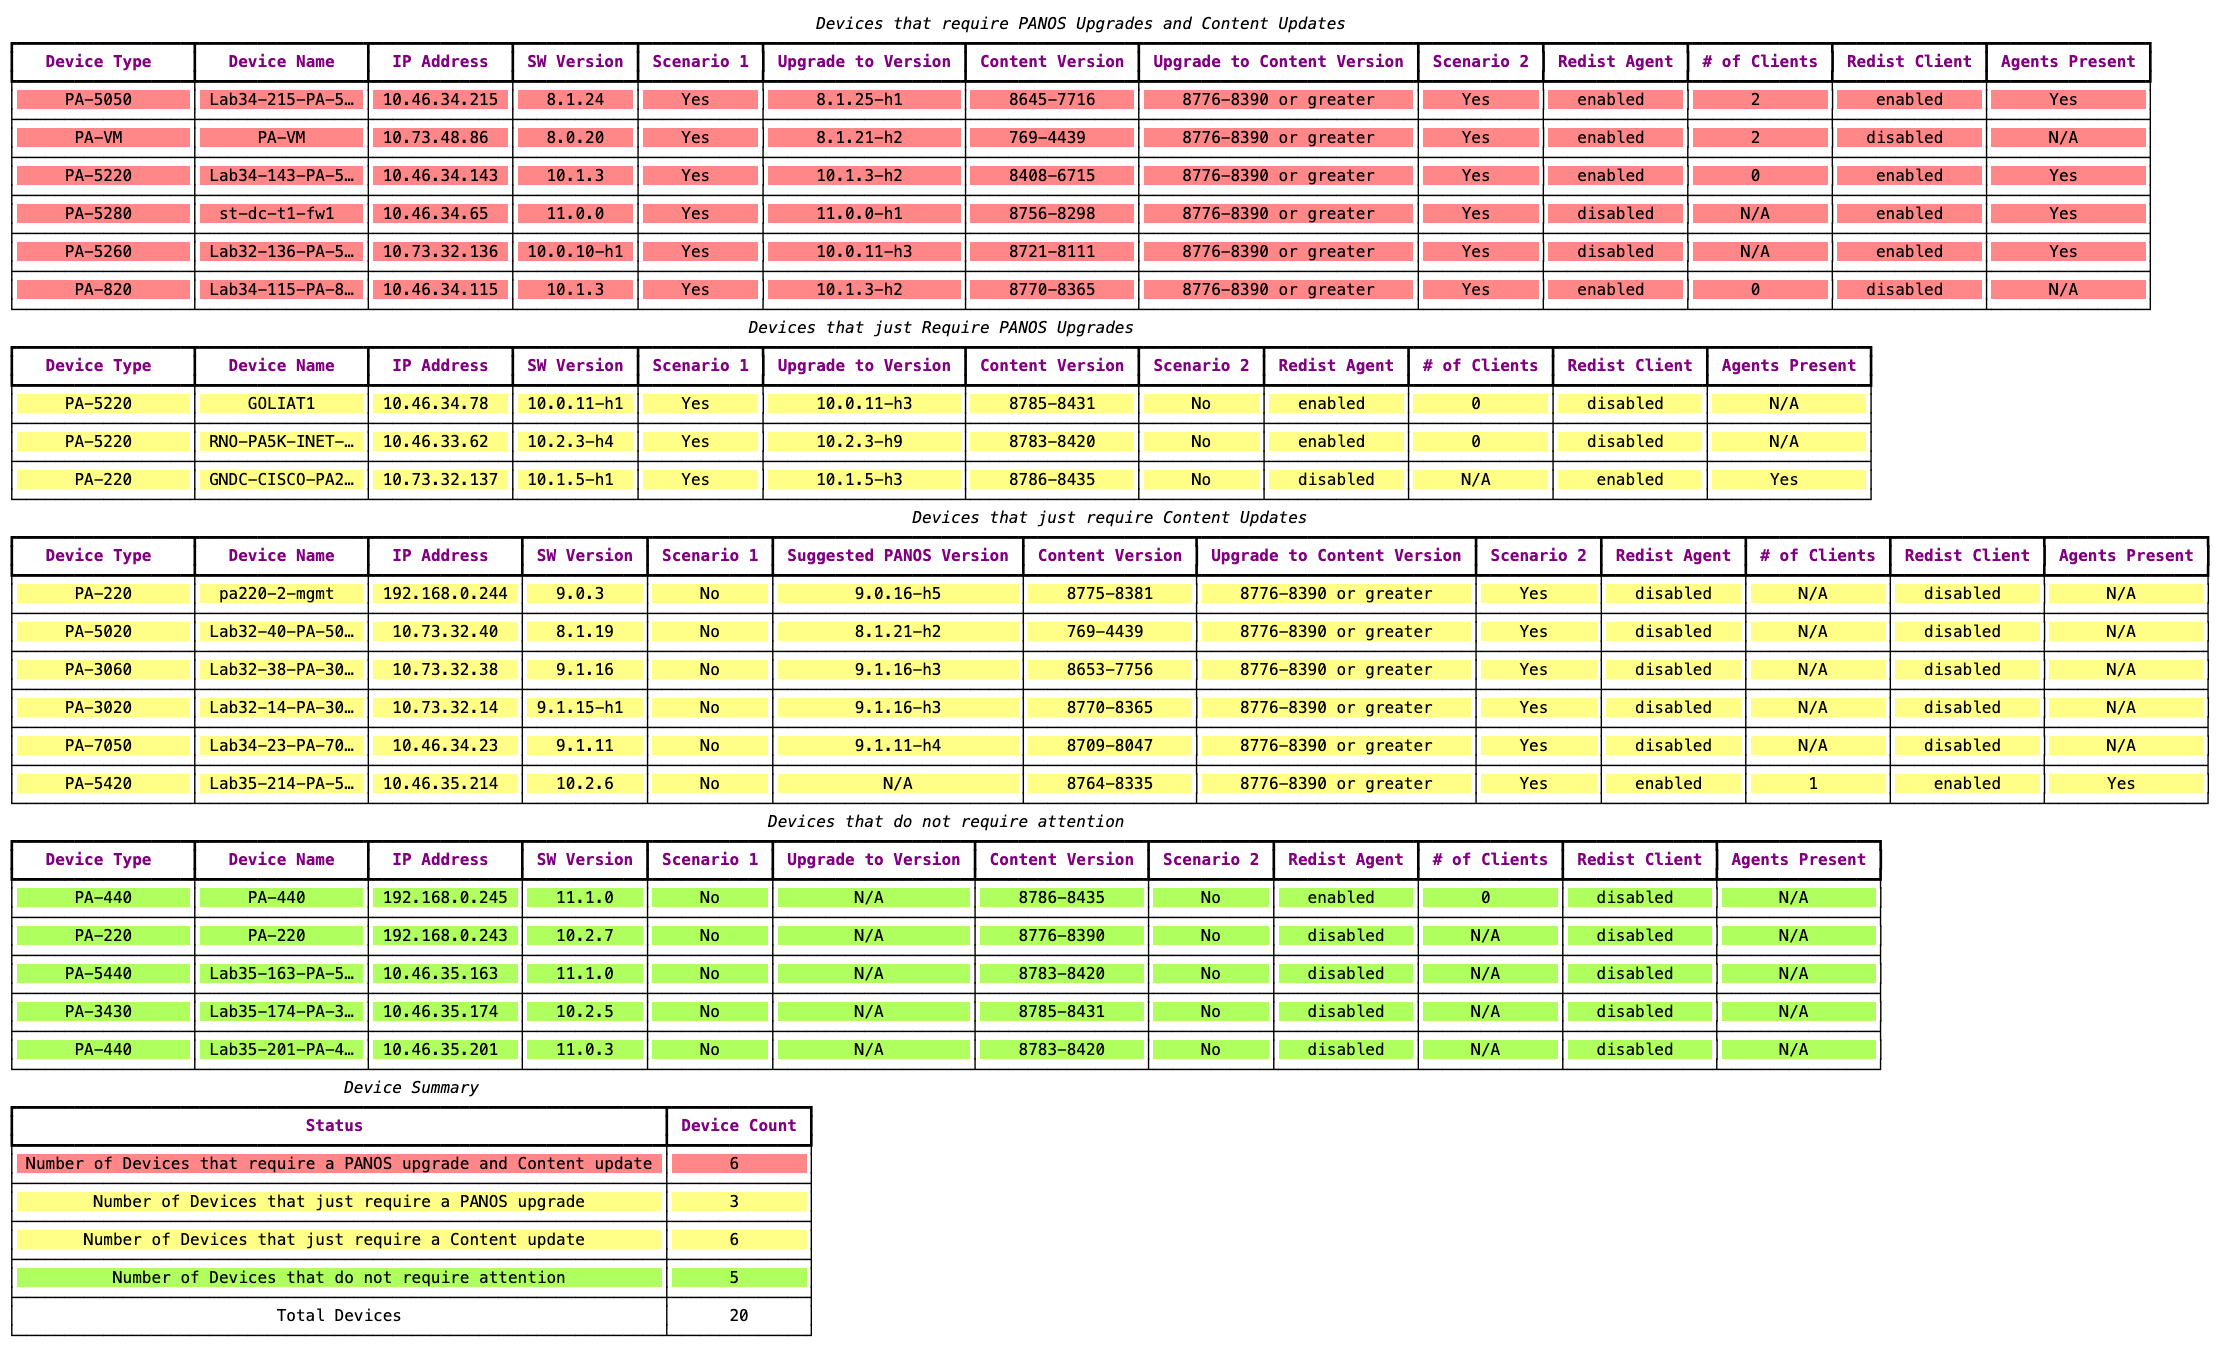 Devices that require PANOS Upgrades and Content Updates
Device Type Device Name IP Address SW Version Scenario 1 Upgrade to Version Content Version Upgrade to Content Version Scenario 2 Redist Agent # of Clients Redist Client Agents Present
PA-5050 Lab34-215-PA-5… 10.46.34.215 8.1.24 Yes 8.1.25-h1 8645-7716 8776-8390 or greater Yes enabled 2 enabled Yes
PA-VM PA-VM 10.73.48.86 8.0.20 Yes 8.1.21-h2 769-4439 8776-8390 or greater Yes enabled 2 disabled N/A
PA-5220 Lab34-143-PA-5… 10.46.34.143 10.1.3 Yes 10.1.3-h2 8408-6715 8776-8390 or greater Yes enabled 0 enabled Yes
PA-5280 st-dc-t1-fw1 10.46.34.65 11.0.0 Yes 11.0.0-h1 8756-8298 8776-8390 or greater Yes disabled N/A enabled Yes
PA-5260 Lab32-136-PA-5… 10.73.32.136 10.0.10-h1 Yes 10.0.11-h3 8721-8111 8776-8390 or greater Yes disabled N/A enabled Yes
PA-820 Lab34-115-PA-8… 10.46.34.115 10.1.3 Yes 10.1.3-h2 8770-8365 8776-8390 or greater Yes enabled 0 disabled N/A
Devices that just Require PANOS Upgrades
Device Type Device Name IP Address SW Version Scenario 1 Upgrade to Version Content Version Scenario 2 Redist Agent # of Clients Redist Client Agents Present
PA-5220 GOLIAT1 10.46.34.78 10.0.11-h1 Yes 10.0.11-h3 8785-8431 No enabled 0 disabled N/A
PA-5220 RNO-PA5K-INET-… 10.46.33.62 10.2.3-h4 Yes 10.2.3-h9 8783-8420 No enabled 0 disabled N/A
PA-220 GNDC-CISCO-PA2… 10.73.32.137 10.1.5-h1 Yes 10.1.5-h3 8786-8435 No disabled N/A enabled Yes
Devices that just require Content Updates
Device Type Device Name IP Address SW Version Scenario 1 Suggested PANOS Version Content Version Upgrade to Content Version Scenario 2 Redist Agent # of Clients Redist Client Agents Present
PA-220 pa220-2-mgmt 192.168.0.244 9.0.3 No 9.0.16-h5 8775-8381 8776-8390 or greater Yes disabled N/A disabled N/A
PA-5020 Lab32-40-PA-50… 10.73.32.40 8.1.19 No 8.1.21-h2 769-4439 8776-8390 or greater Yes disabled N/A disabled N/A
PA-3060 Lab32-38-PA-30… 10.73.32.38 9.1.16 No 9.1.16-h3 8653-7756 8776-8390 or greater Yes disabled N/A disabled N/A
PA-3020 Lab32-14-PA-30… 10.73.32.14 9.1.15-h1 No 9.1.16-h3 8770-8365 8776-8390 or greater Yes disabled N/A disabled N/A
PA-7050 Lab34-23-PA-70… 10.46.34.23 9.1.11 No 9.1.11-h4 8709-8047 8776-8390 or greater Yes disabled N/A disabled N/A
PA-5420 Lab35-214-PA-5… 10.46.35.214 10.2.6 No N/A 8764-8335 8776-8390 or greater Yes enabled 1 enabled Yes
Devices that do not require attention
Device Type Device Name IP Address SW Version Scenario 1 Upgrade to Version Content Version Scenario 2 Redist Agent # of Clients Redist Client Agents Present
PA-440 PA-440 192.168.0.245 11.1.0 No N/A 8786-8435 No enabled 0 disabled N/A
PA-220 PA-220 192.168.0.243 10.2.7 No N/A 8776-8390 No disabled N/A disabled N/A
PA-5440 Lab35-163-PA-5… 10.46.35.163 11.1.0 No N/A 8783-8420 No disabled N/A disabled N/A
PA-3430 Lab35-174-PA-3… 10.46.35.174 10.2.5 No N/A 8785-8431 No disabled N/A disabled N/A
PA-440 Lab35-201-PA-4… 10.46.35.201 11.0.3 No N/A 8783-8420 No disabled N/A disabled N/A
Device Summary
Status Device Count
Number of Devices that require a PANOS upgrade and Content update 6
Number of Devices that just require a PANOS upgrade 3
Number of Devices that just require a Content update 6
Number of Devices that do not require attention 5
Total Devices 20